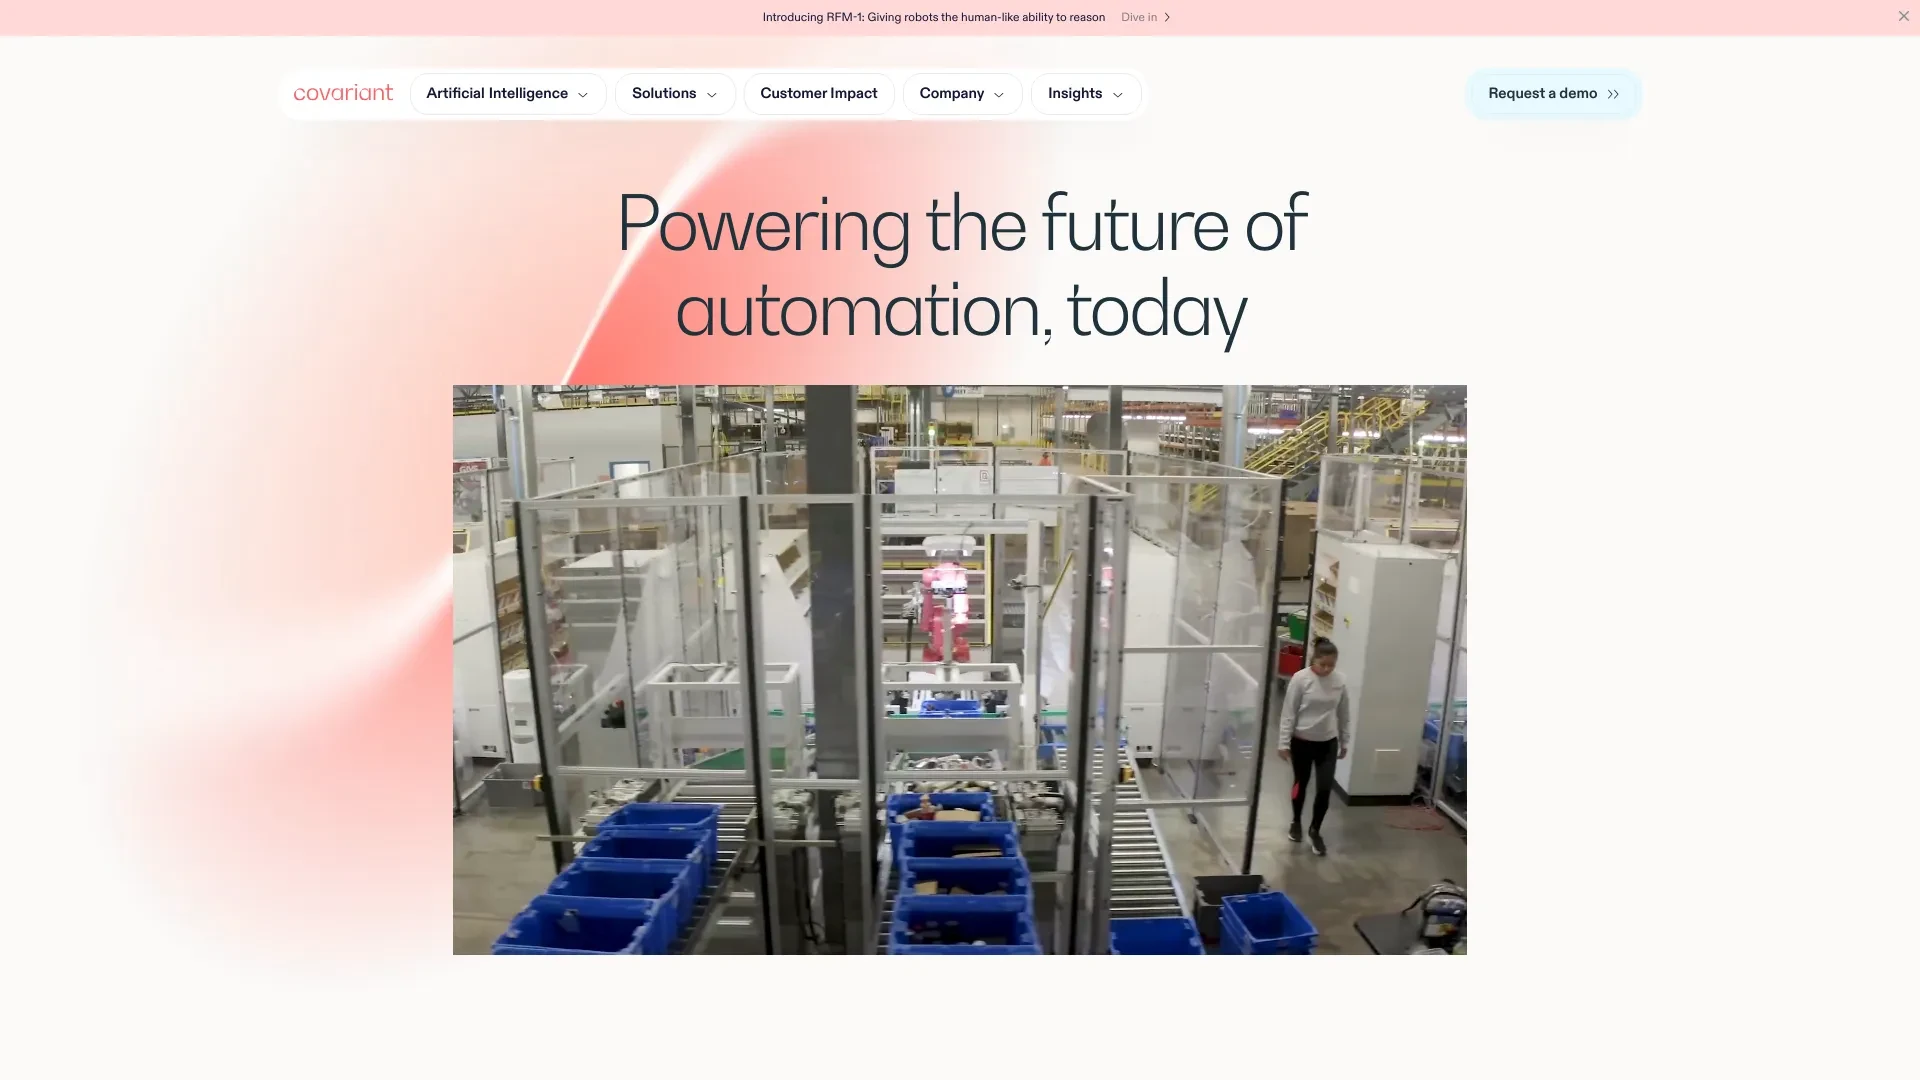 Introducing RFM-1: Giving robots the human-like ability to reason Dive in
covariant Artificial Intelligence Solutions Customer Impact Company Insights Request a demo
Powering the future of
automation, today